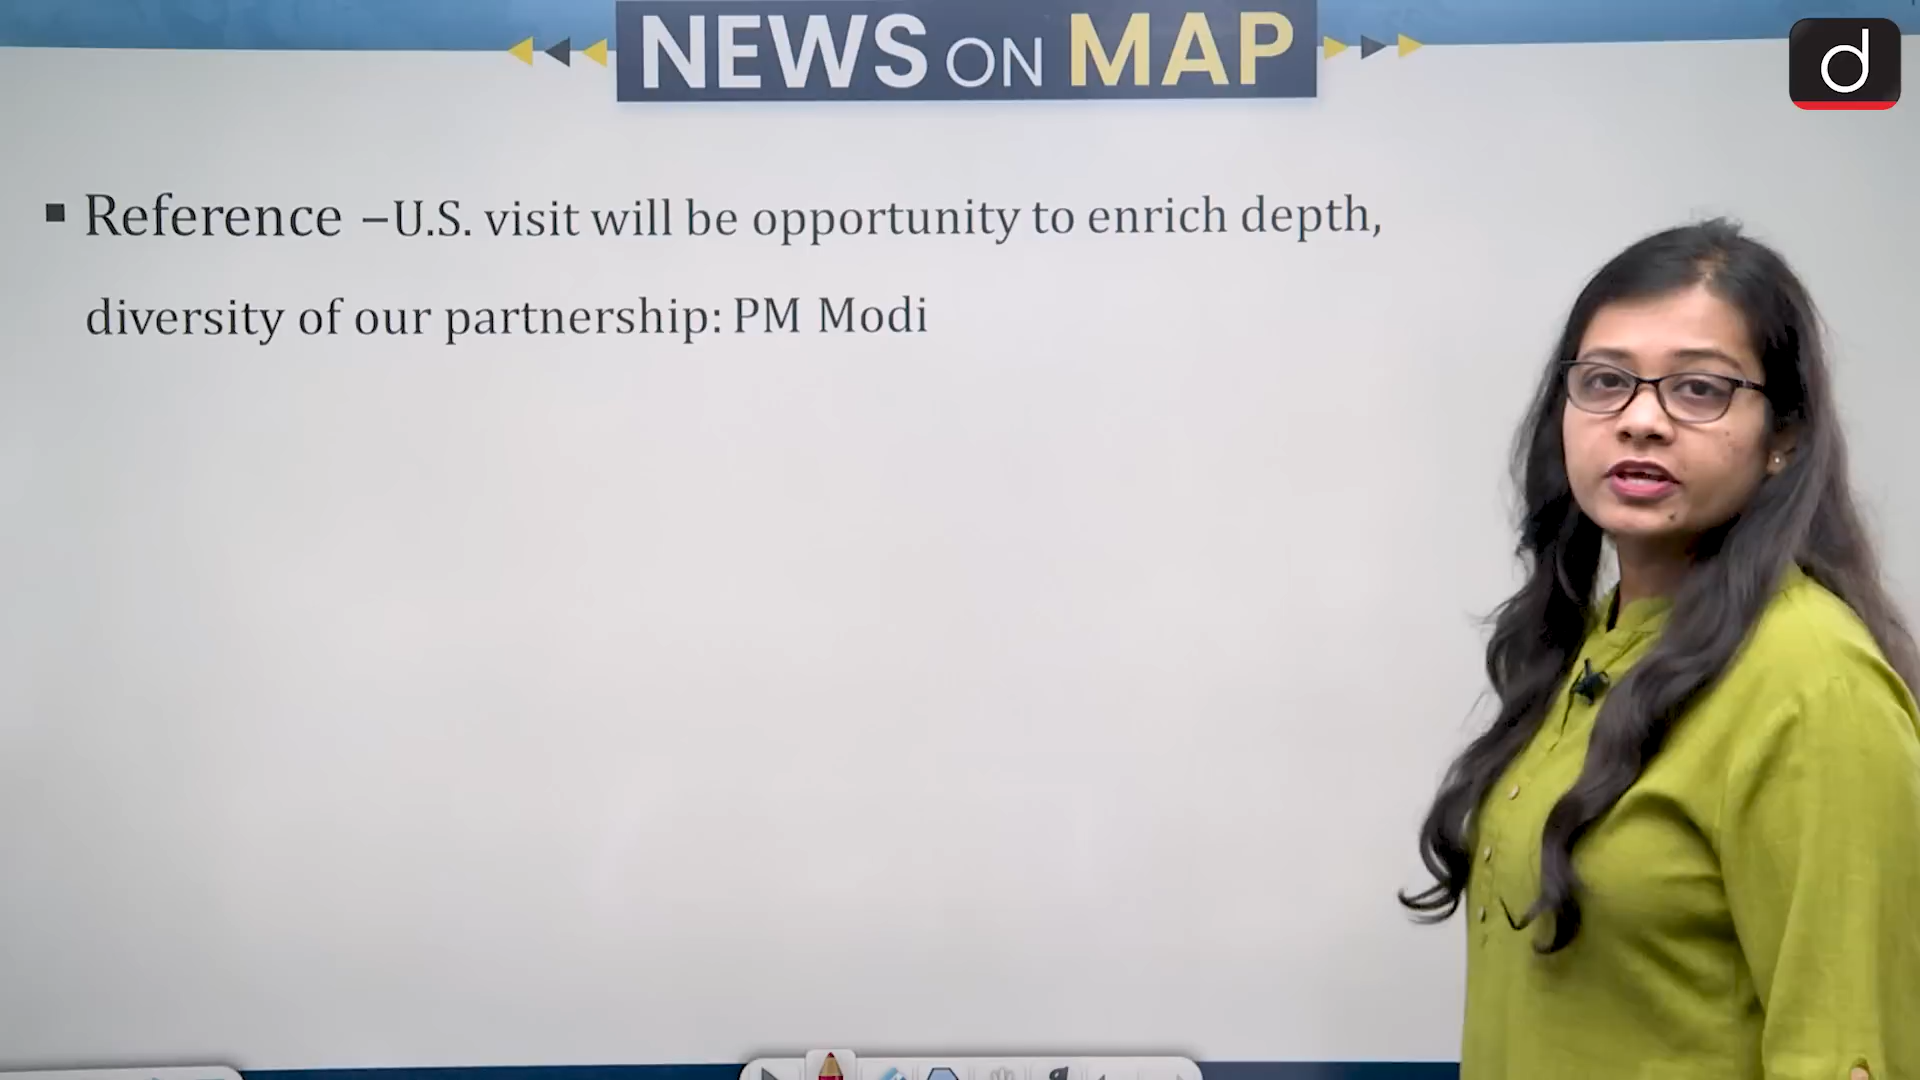 NEWS ON MAP
d
▪ Reference –U.S. visit will be opportunity to enrich depth,
diversity of our partnership: PM Modi